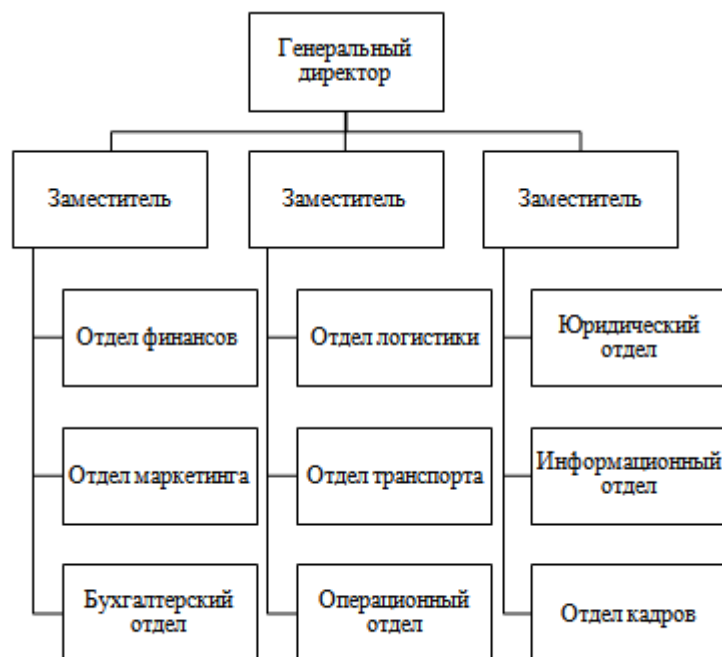 Генеральный
директор
Заместитель
Заместитель
Заместитель
Отдел финансов
Отдел логистики
Юридический
отдел
Отдел маркетинга
Отдел транспорта
Информационный
отдел
Бухгалтерский
отдел
Операционный
отдел
Отдел кадров